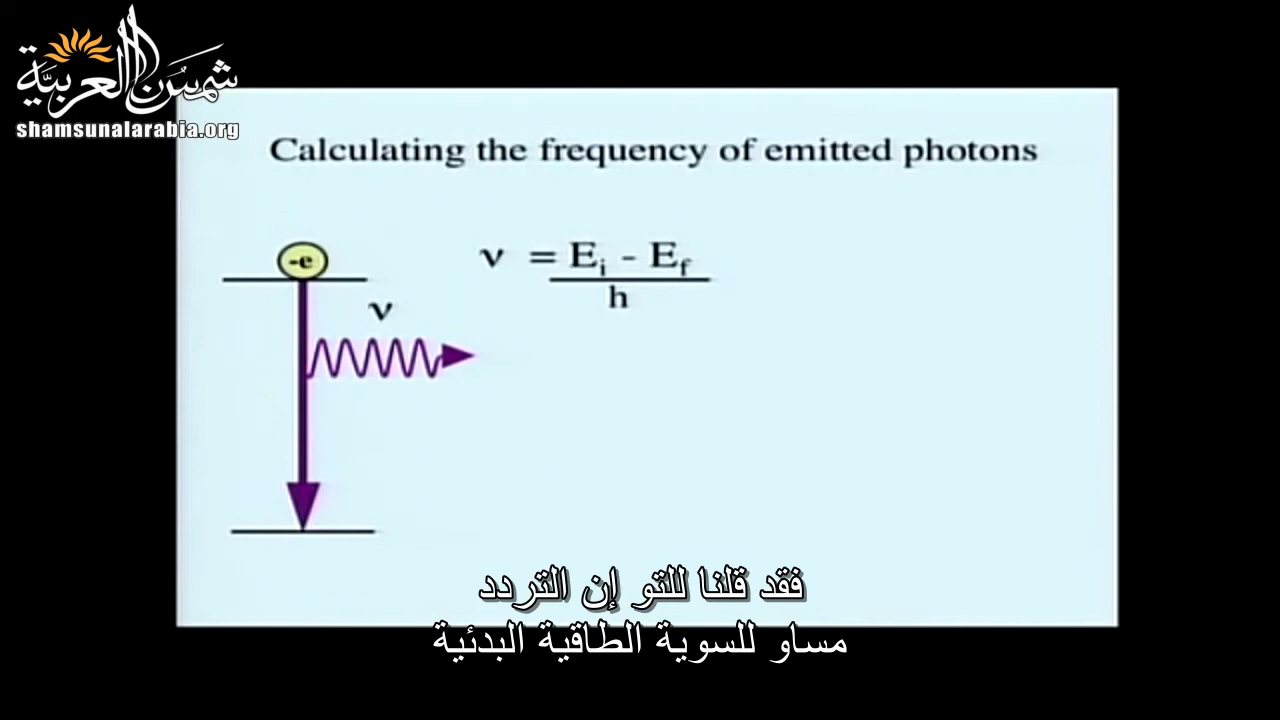 شمس العربية
shamsunalarabia.org
Calculating the frequency of emitted photons
-e
ν = Ei - Ef
h
ν
فقد قلنا للتو إن التردد
مساو للسوية الطاقية البدئية